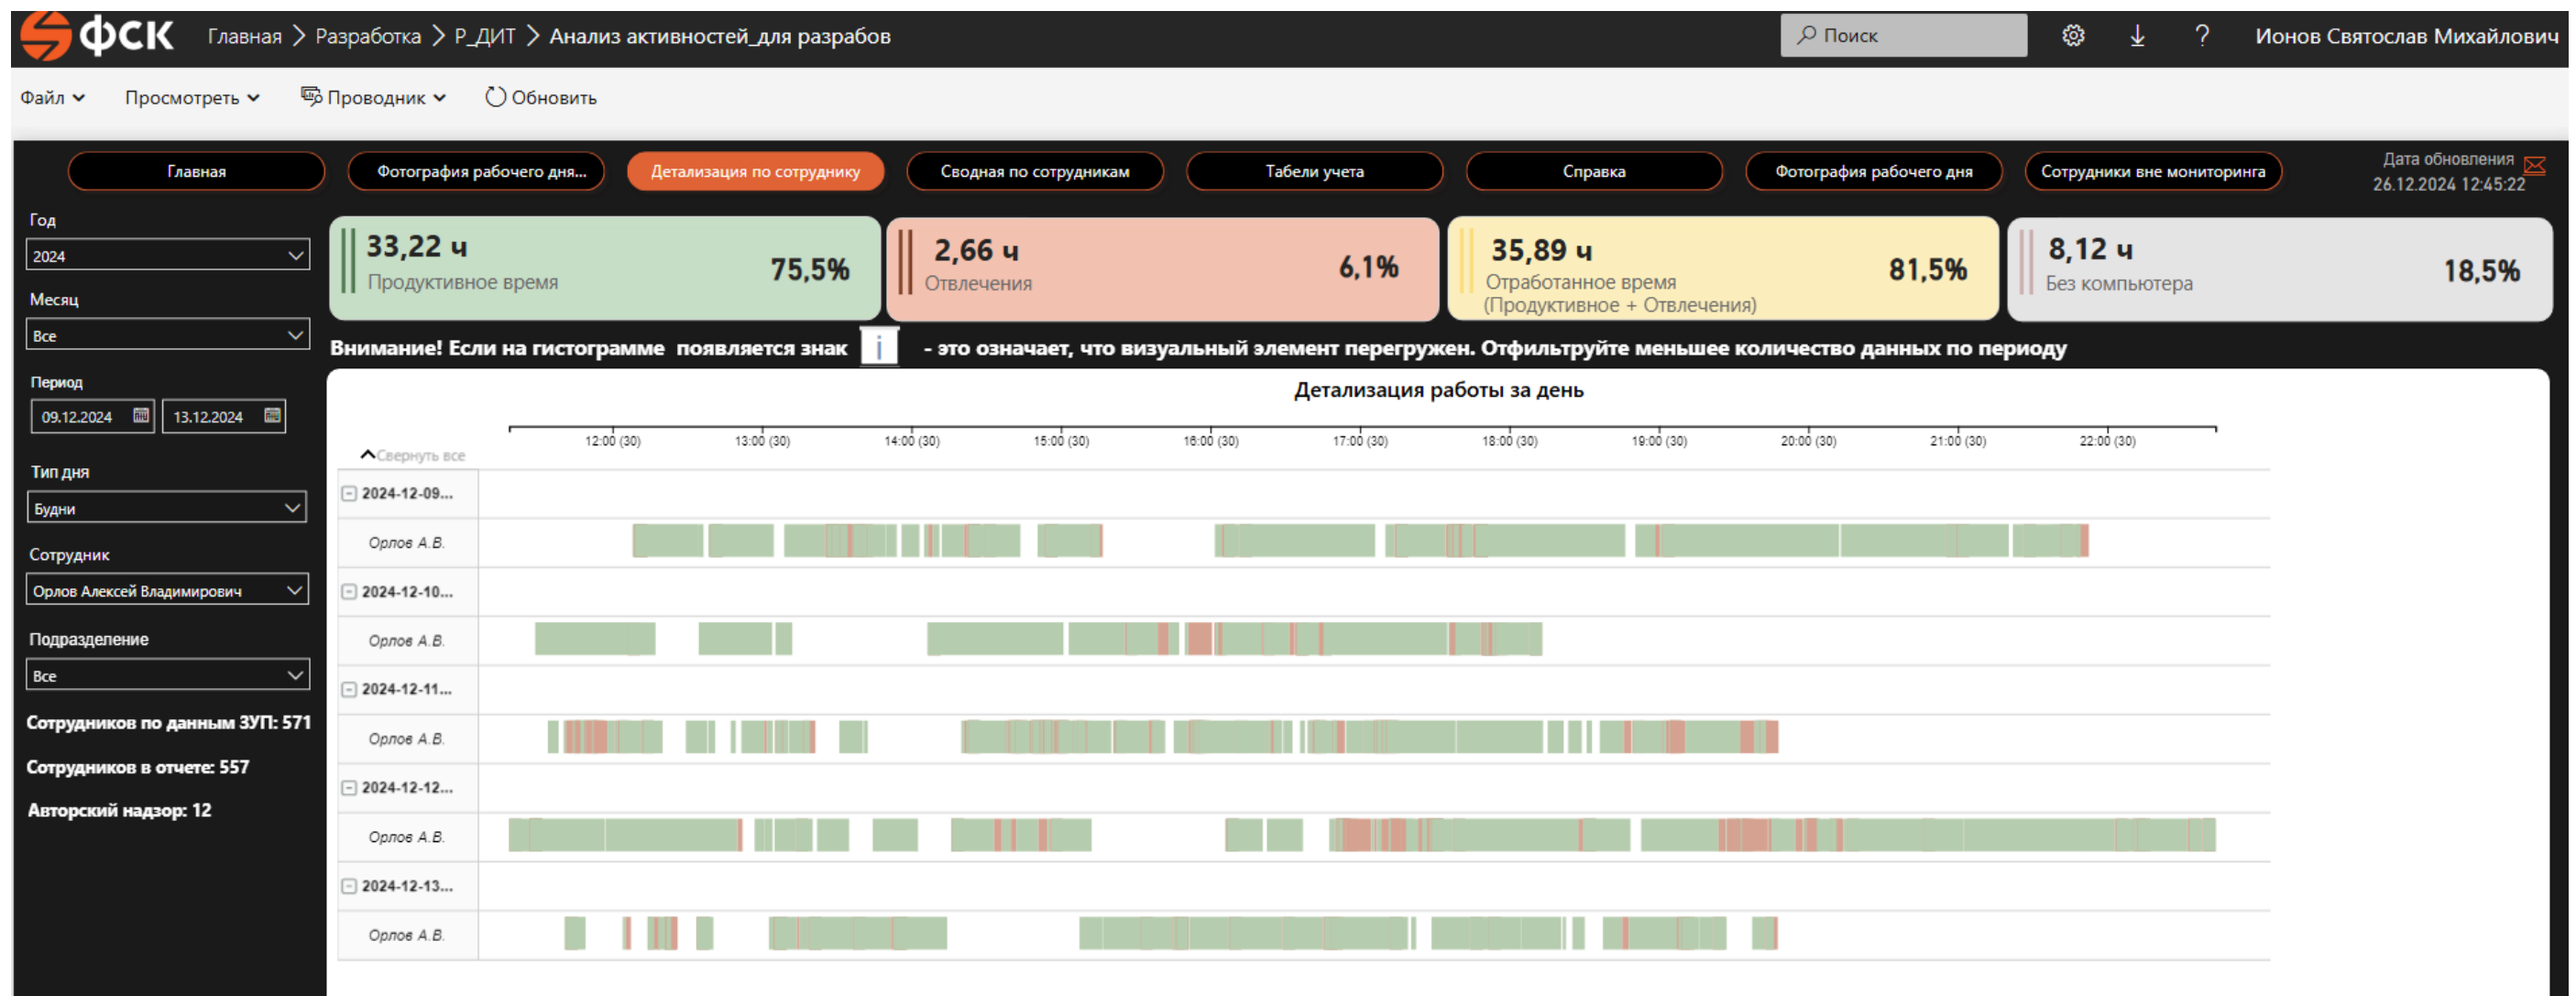 ФСК Главная > Разработка > Р_ДИТ > Анализ активностей_для разрабов Поиск ? Ионов Святослав Михайлович
Файл Просмотреть Проводник Обновить
Главная Фотография рабочего дня... Детализация по сотруднику Сводная по сотрудникам Табели учета Справка Фотография рабочего дня Сотрудники вне мониторинга
Дата обновления
26.12.2024 12:45:22
Год
2024
Месяц
Все
Период
09.12.2024 13.12.2024
Тип дня
Будни
Сотрудник
Орлов Алексей Владимирович
Подразделение
Все
Сотрудников по данным ЗУП: 571
Сотрудников в отчете: 557
Авторский надзор: 12
33,22 ч
Продуктивное время
75,5%
2,66 ч
Отвлечения
6,1%
35,89 ч
Отработанное время
(Продуктивное + Отвлечения)
81,5%
8,12 ч
Без компьютера
18,5%
Внимание! Если на гистограмме появляется знак i - это означает, что визуальный элемент перегружен. Отфильтруйте меньшее количество данных по периоду
Детализация работы за день
12:00 (30) 13:00 (30) 14:00 (30) 15:00 (30) 16:00 (30) 17:00 (30) 18:00 (30) 19:00 (30) 20:00 (30) 21:00 (30) 22:00 (30)
Свернуть все
2024-12-09...
Орлов А.В.
2024-12-10...
Орлов А.В.
2024-12-11...
Орлов А.В.
2024-12-12...
Орлов А.В.
2024-12-13...
Орлов А.В.